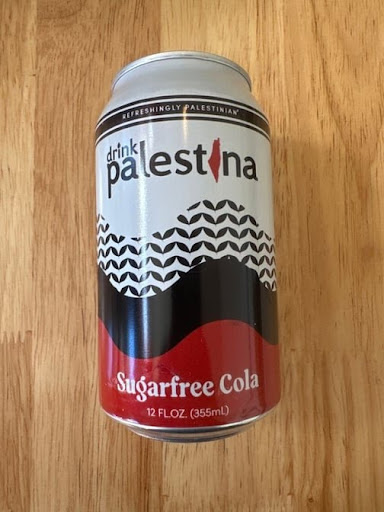 REFRESHINGLY PALESTINIAN
drink
palestina
Sugarfree Cola
12 FL.OZ. (355mL)